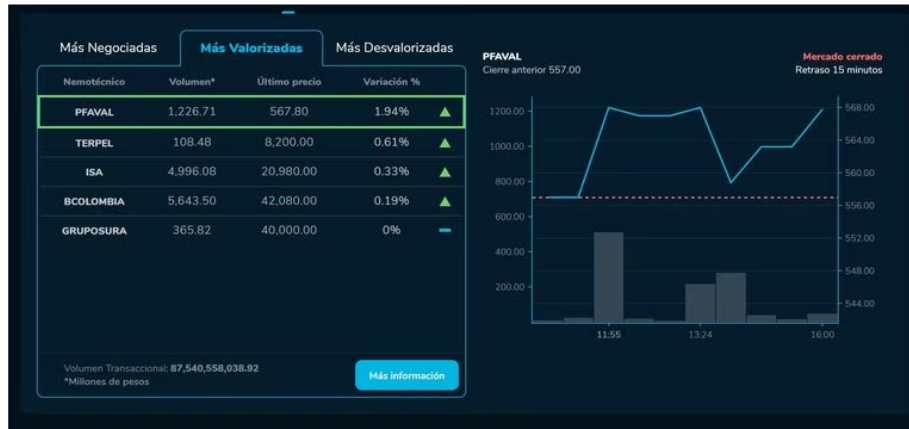 Más Negociadas Más Valorizadas Más Desvalorizadas
Nemotécnico Volumen* Último precio Variación %
PFAVAL 1,226.71 567.80 1.94%
TERPEL 108.48 8,200.00 0.61%
ISA 4,996.08 20,980.00 0.33%
BCOLOMBIA 5,643.50 42,080.00 0.19%
GRUPOSURA 365.82 40,000.00 0%
Volumen Transaccional: 87,540,558,038.92
*Millones de pesos
Más información
PFAVAL Mercado cerrado
Cierre anterior 557.00 Retraso 15 minutos
1200.00 568.00
1000.00 564.00
800.00 560.00
600.00 556.00
400.00 552.00
200.00 548.00
544.00
11:55 13:24 16:00